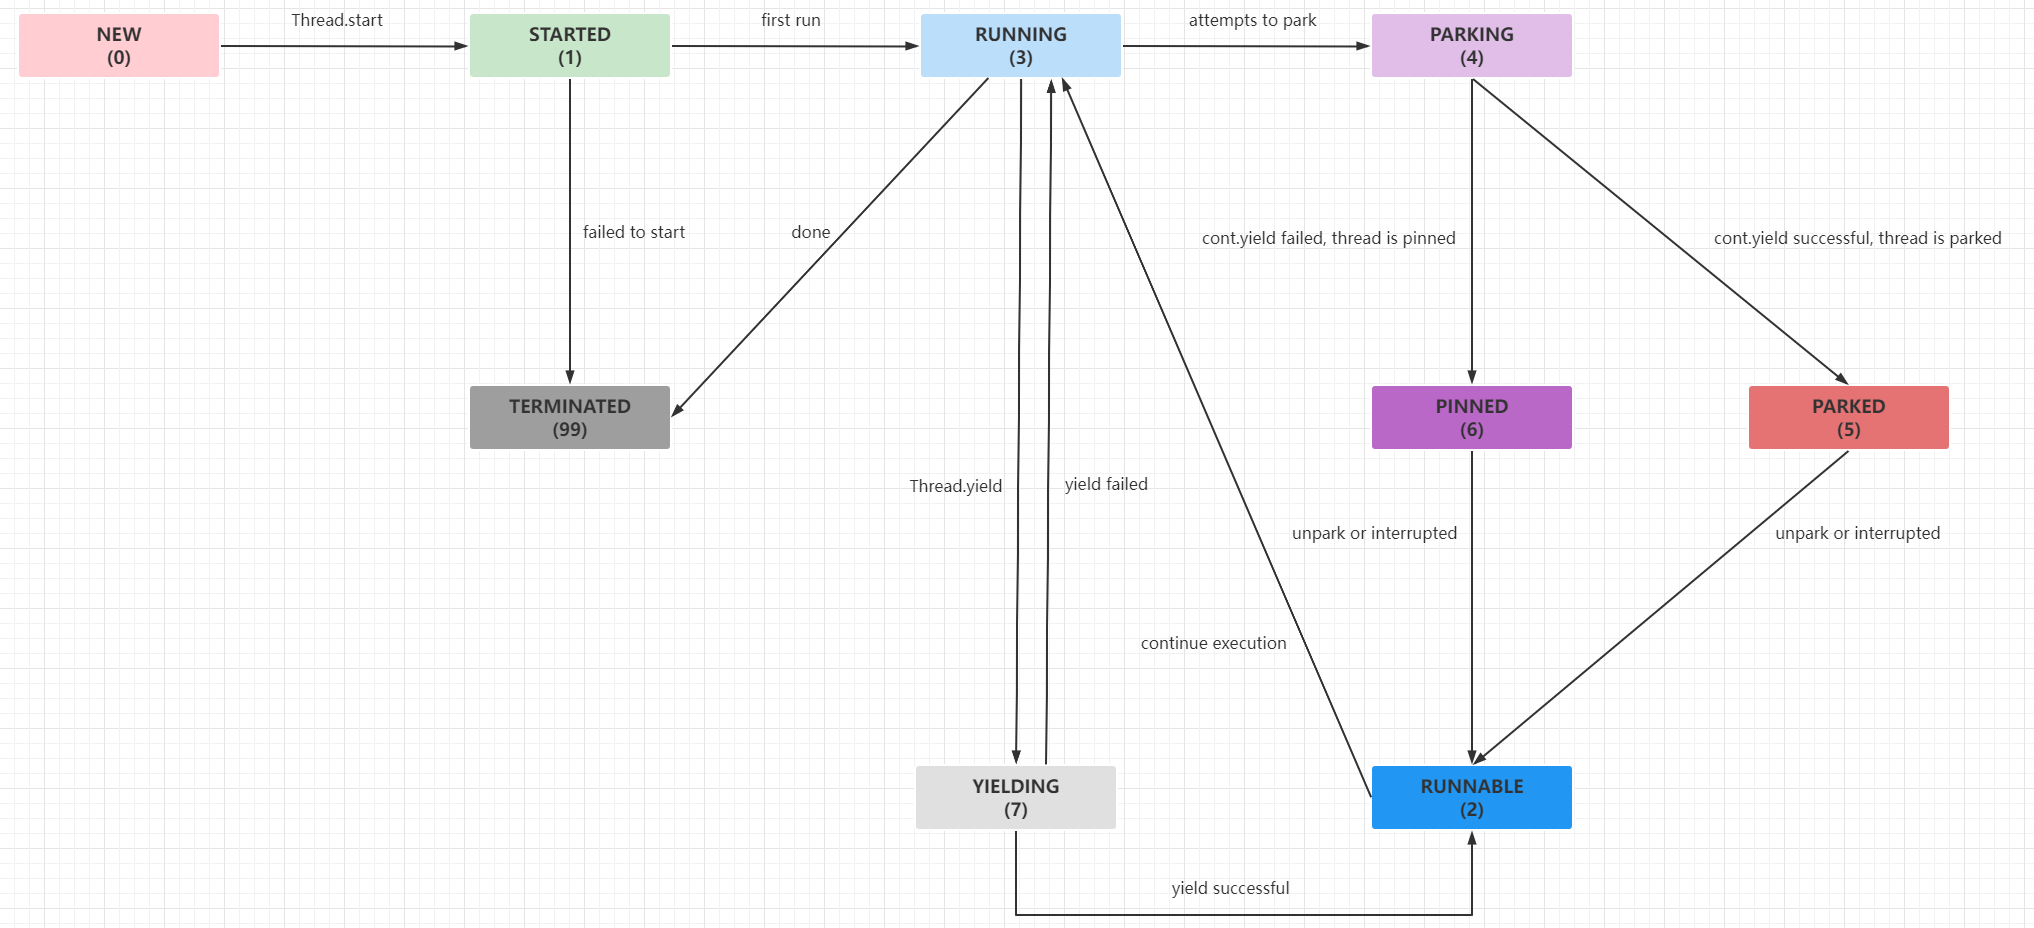 Thread.start
first run
attempts to park
NEW
(0)
STARTED
(1)
RUNNING
(3)
PARKING
(4)
failed to start
done
cont.yield failed, thread is pinned
cont.yield successful, thread is parked
TERMINATED
(99)
PINNED
(6)
PARKED
(5)
Thread.yield
yield failed
unpark or interrupted
unpark or interrupted
continue execution
YIELDING
(7)
RUNNABLE
(2)
yield successful